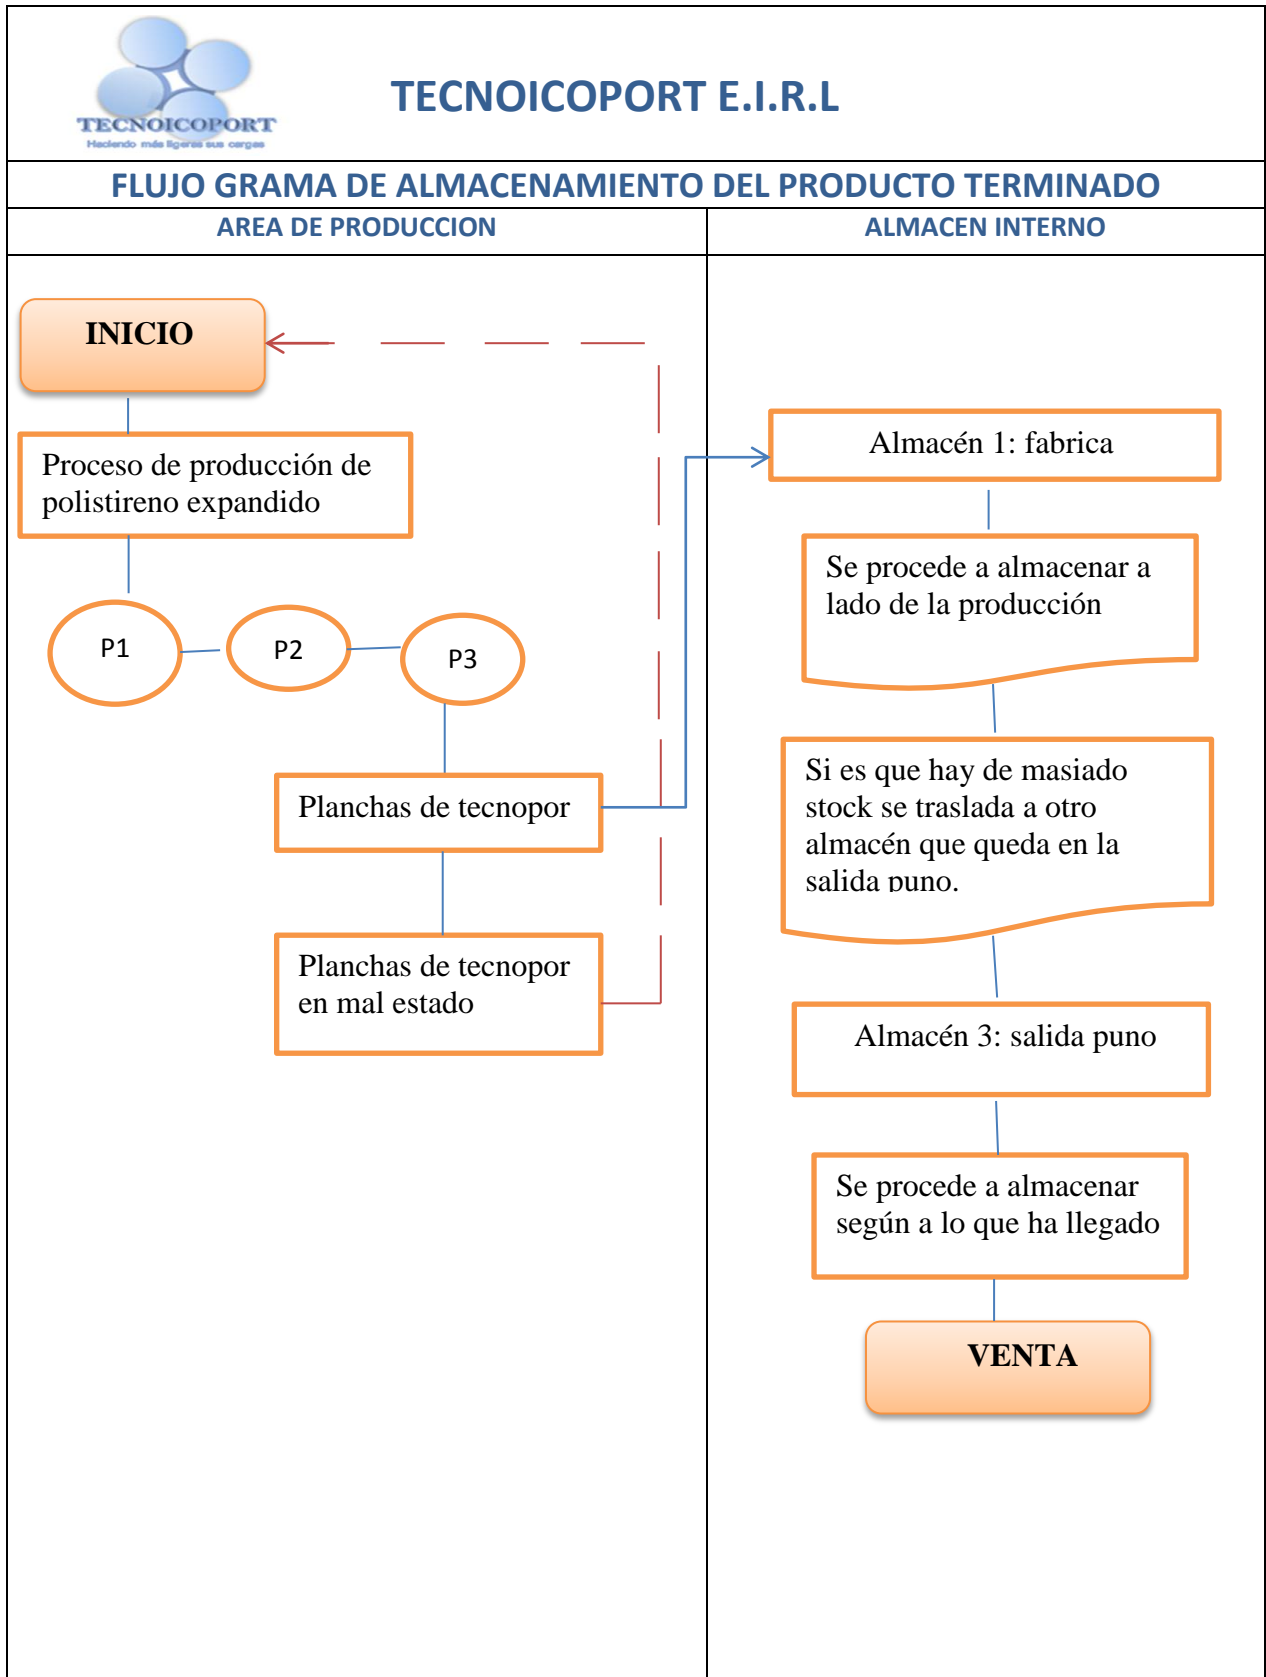 TECNOICOPORT
Haciendo más ligeras sus cargas
TECNOICOPORT E.I.R.L
FLUJO GRAMA DE ALMACENAMIENTO DEL PRODUCTO TERMINADO
AREA DE PRODUCCION
ALMACEN INTERNO
INICIO
Proceso de producción de
polistireno expandido
P1
P2
P3
Planchas de tecnopor
Planchas de tecnopor
en mal estado
Almacén 1: fabrica
Se procede a almacenar a
lado de la producción
Si es que hay de masiado
stock se traslada a otro
almacén que queda en la
salida puno.
Almacén 3: salida puno
Se procede a almacenar
según a lo que ha llegado
VENTA